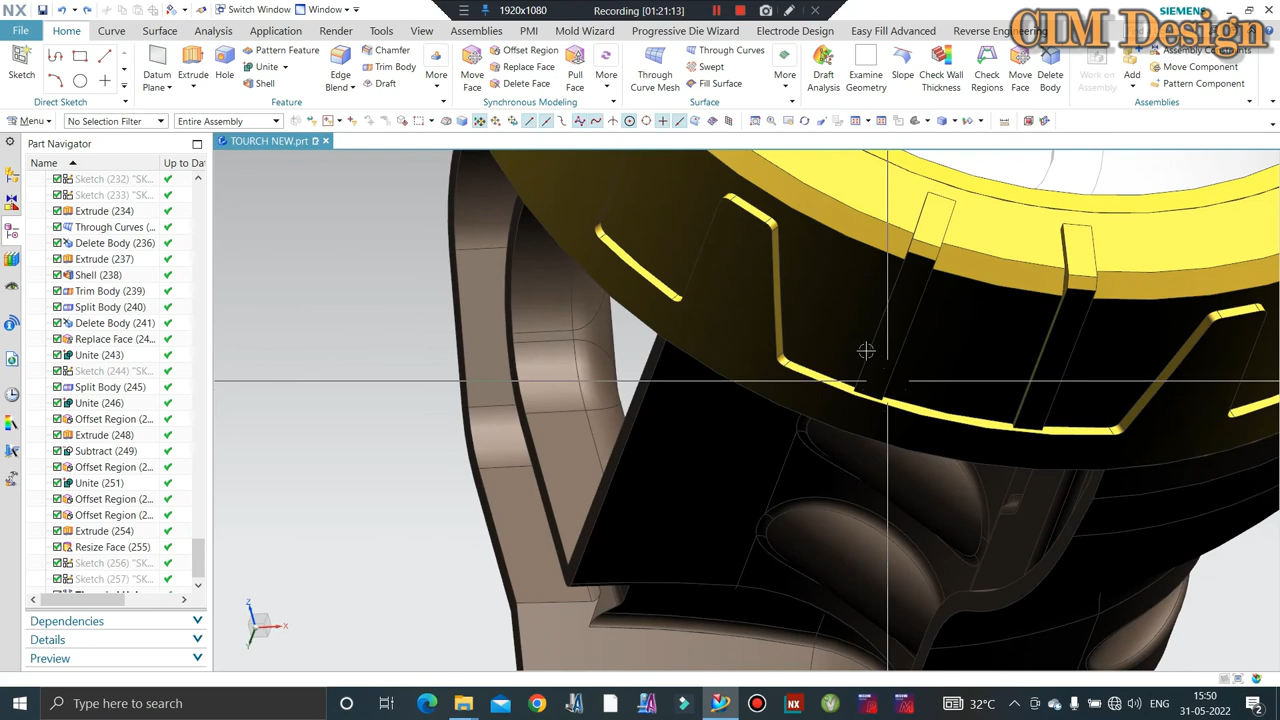 NX
Switch Window
Window
1920x1080
Recording [01:21:13]
SIEMENS
CIM Design
File
Home
Curve
Surface
Analysis
Application
Render
Tools
Assemblies
PMI
Mold Wizard
Progressive Die Wizard
Electrode Design
Easy Fill Advanced
Reverse Engineering
Sketch
Datum Plane
Extrude
Hole
Pattern Feature
Unite
Shell
Edge Blend
Chamfer
Trim Body
Draft
More
Move Face
Offset Region
Replace Face
Delete Face
Pull Face
More
Through Curve Mesh
Through Curves
Swept
Fill Surface
More
Draft Analysis
Examine Geometry
Slope
Check Wall Thickness
Check Regions
Move Face
Delete Body
Work on Assembly
Add
Assembly Constraints
Move Component
Pattern Component
Direct Sketch
Feature
Synchronous Modeling
Surface
Assemblies
Menu
No Selection Filter
Entire Assembly
Part Navigator
TOURCH NEW.prt
Name
Up to Dat
Sketch (232) "SK...
Sketch (233) "SK...
Extrude (234)
Through Curves (...
Delete Body (236)
Extrude (237)
Shell (238)
Trim Body (239)
Split Body (240)
Delete Body (241)
Replace Face (24...
Unite (243)
Sketch (244) "SK...
Split Body (245)
Unite (246)
Offset Region (2...
Extrude (248)
Subtract (249)
Offset Region (2...
Unite (251)
Offset Region (2...
Offset Region (2...
Extrude (254)
Resize Face (255)
Sketch (256) "SK...
Sketch (257) "SK...
Dependencies
Details
Preview
Z
X
Y
Type here to search
32°C
ENG
15:50
31-05-2022
2